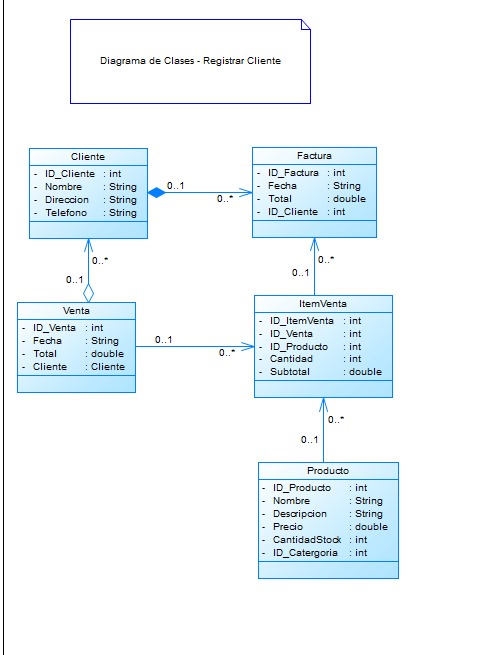 Diagrama de Clases - Registrar Cliente
Cliente
- ID_Cliente : int
- Nombre : String
- Direccion : String
- Telefono : String
0..1
0..*
Factura
- ID_Factura : int
- Fecha : String
- Total : double
- ID_Cliente : int
0..*
0..1
0..*
0..1
Venta
- ID_Venta : int
- Fecha : String
- Total : double
- Cliente : Cliente
0..1
0..*
ItemVenta
- ID_ItemVenta : int
- ID_Venta : int
- ID_Producto : int
- Cantidad : int
- Subtotal : double
0..*
0..1
Producto
- ID_Producto : int
- Nombre : String
- Descripcion : String
- Precio : double
- CantidadStock : int
- ID_Catergoria : int